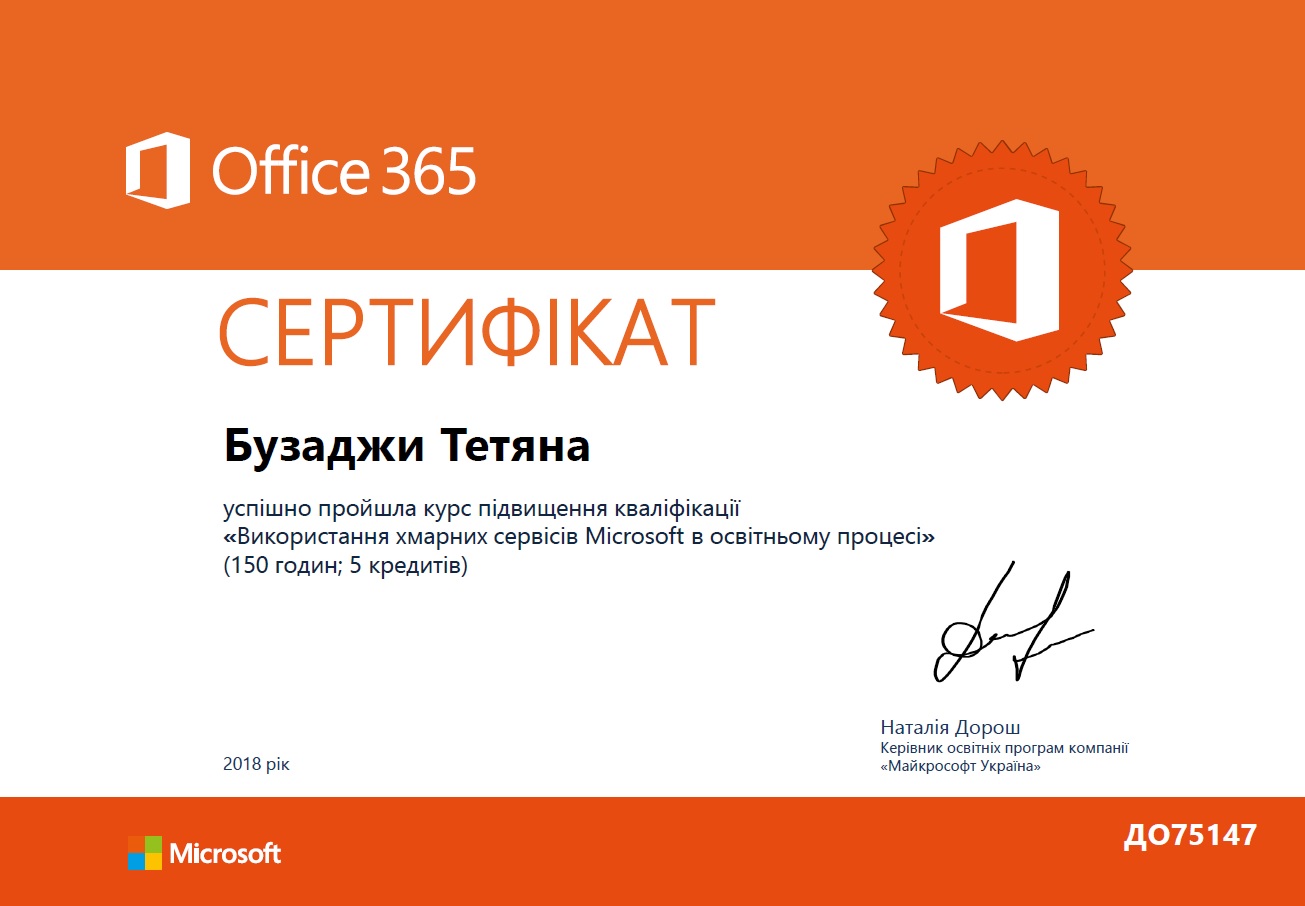 Office 365
СЕРТИФІКАТ
Бузаджи Тетяна
успішно пройшла курс підвищення кваліфікації
«Використання хмарних сервісів Microsoft в освітньому процесі»
(150 годин; 5 кредитів)
Наталія Дорош
Керівник освітніх програм компанії
«Майкрософт Україна»
2018 рік
Microsoft
ДО75147